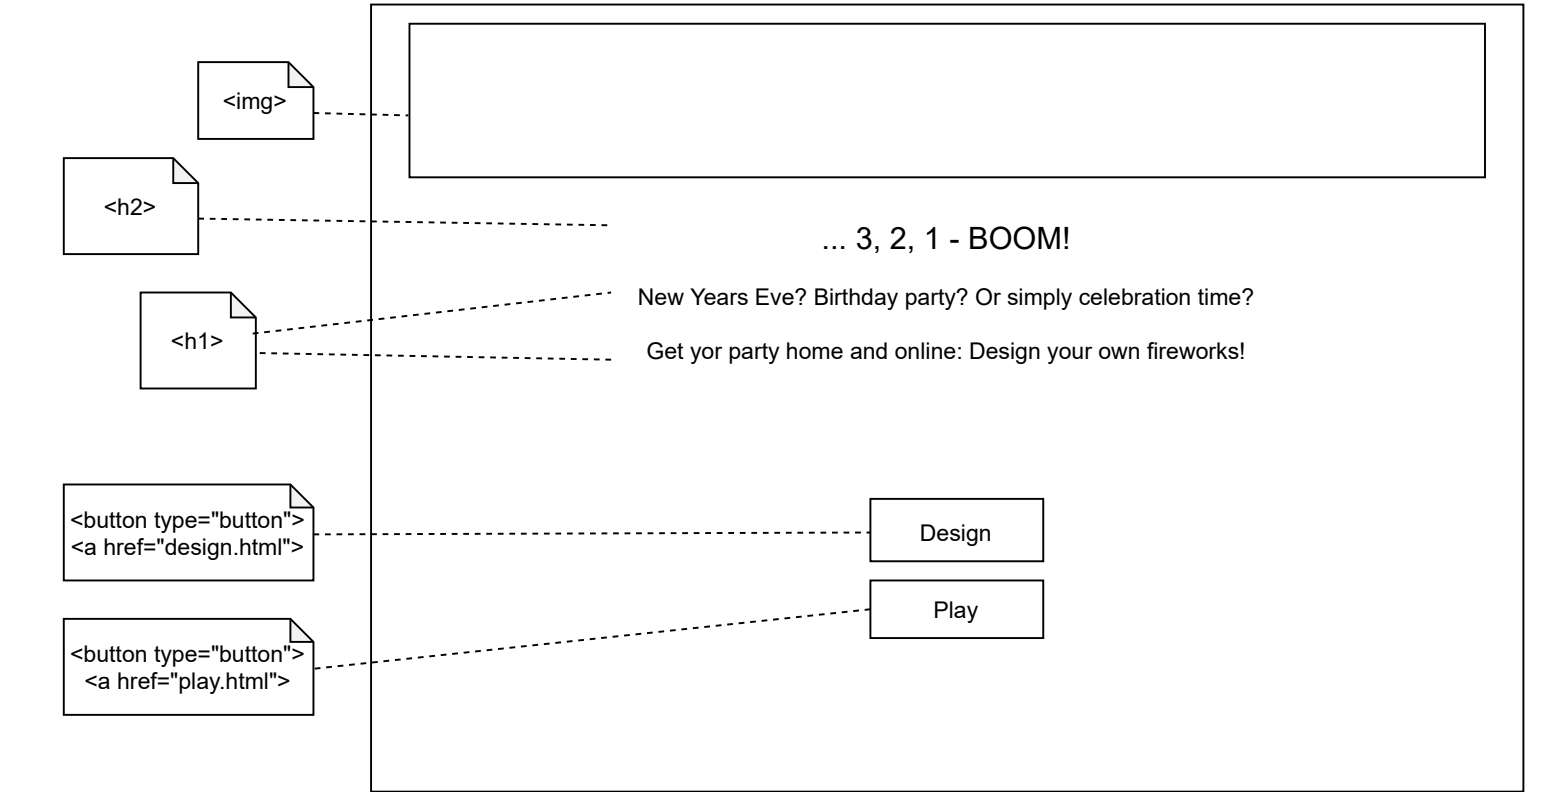 <img>
<h2>
... 3, 2, 1 - BOOM!
New Years Eve? Birthday party? Or simply celebration time?
<h1>
Get yor party home and online: Design your own fireworks!
<button type="button">
<a href="design.html">
Design
Play
<button type="button">
<a href="play.html">